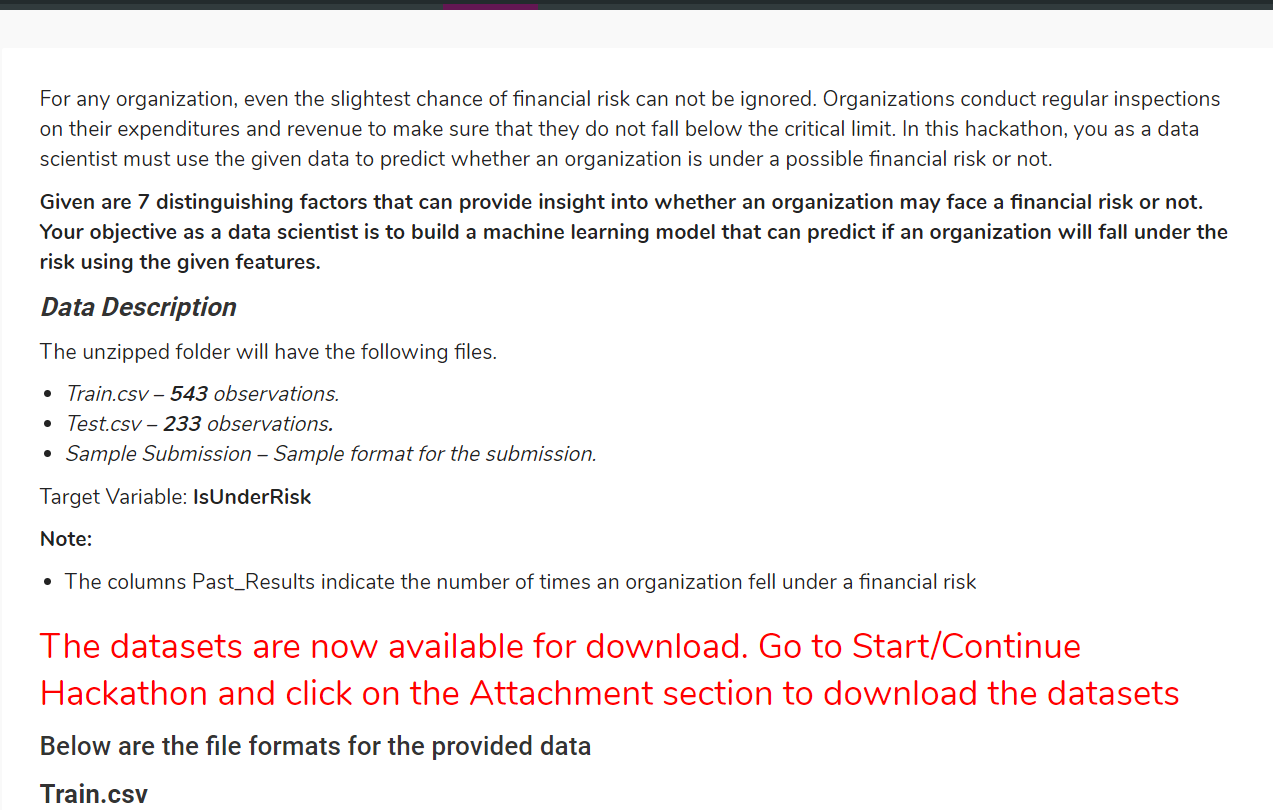 For any organization, even the slightest chance of financial risk can not be ignored. Organizations conduct regular inspections
on their expenditures and revenue to make sure that they do not fall below the critical limit. In this hackathon, you as a data
scientist must use the given data to predict whether an organization is under a possible financial risk or not.
Given are 7 distinguishing factors that can provide insight into whether an organization may face a financial risk or not.
Your objective as a data scientist is to build a machine learning model that can predict if an organization will fall under the
risk using the given features.
Data Description
The unzipped folder will have the following files.
• Train.csv – 543 observations.
• Test.csv – 233 observations.
• Sample Submission – Sample format for the submission.
Target Variable: IsUnderRisk
Note:
• The columns Past_Results indicate the number of times an organization fell under a financial risk
The datasets are now available for download. Go to Start/Continue
Hackathon and click on the Attachment section to download the datasets
Below are the file formats for the provided data
Train.csv